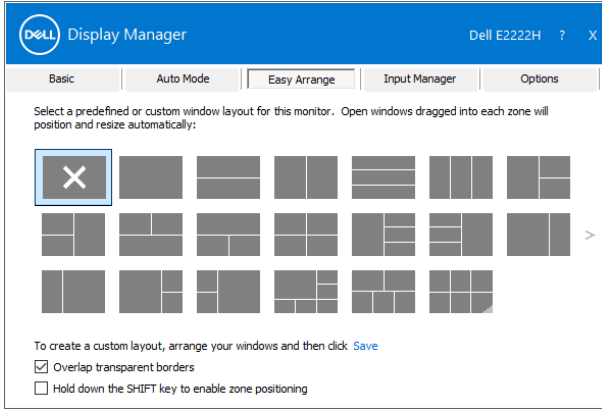 DELL Display Manager Dell E2222H ? X
Basic Auto Mode Easy Arrange Input Manager Options
Select a predefined or custom window layout for this monitor. Open windows dragged into each zone will
position and resize automatically:
>
To create a custom layout, arrange your windows and then click Save
Overlap transparent borders
Hold down the SHIFT key to enable zone positioning